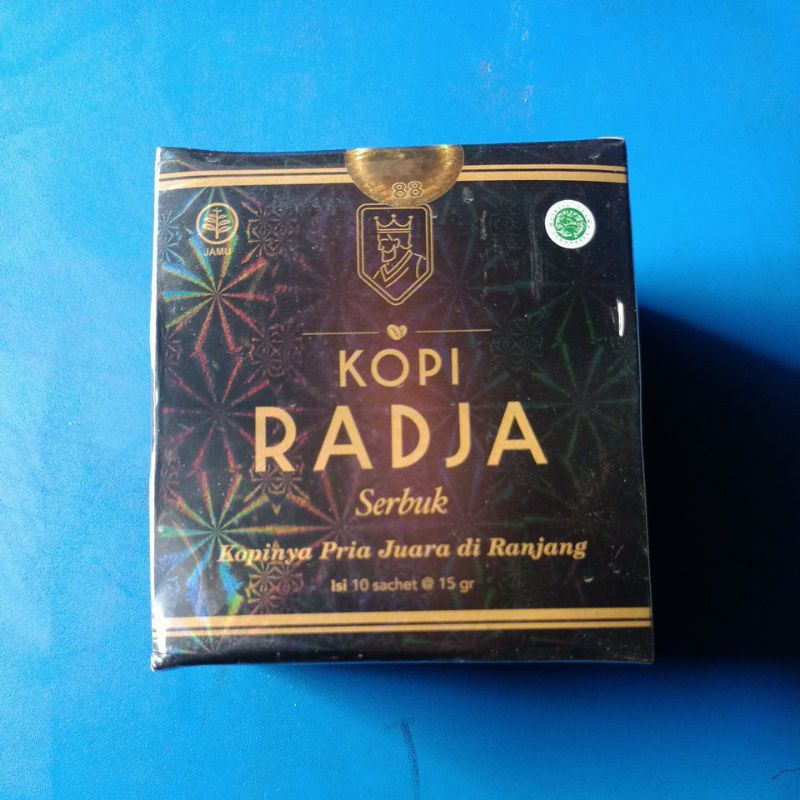 88
JAMU
KOPI
RADJA
Serbuk
Kopinya Pria Juara di Ranjang
Isi 10 sachet @ 15 gr